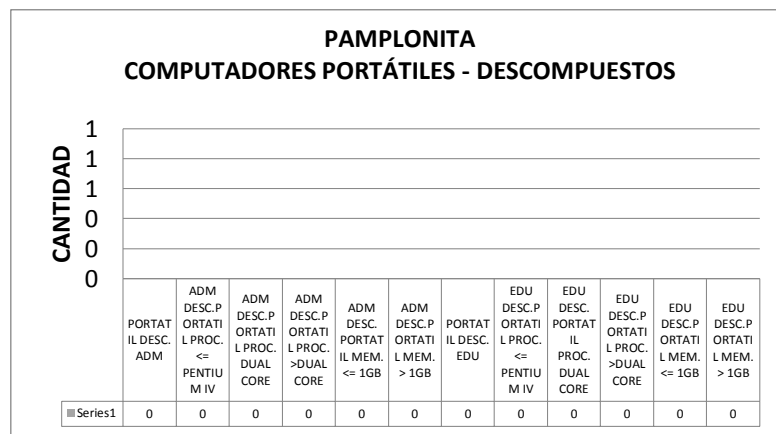 PAMPLONITA
COMPUTADORES PORTÁTILES - DESCOMPUESTOS
CANTIDAD
1
1
1
0
0
0
PORTAT
IL DESC.
ADM
ADM
DESC.P
ORTATI
L PROC.
<=
PENTIU
M IV
ADM
DESC.P
ORTATI
L PROC.
DUAL
CORE
ADM
DESC.P
ORTATI
L PROC.
>DUAL
CORE
ADM
DESC.
PORTAT
IL MEM.
<= 1GB
ADM
DESC.P
ORTATI
L MEM.
> 1GB
PORTAT
IL DESC.
EDU
EDU
DESC.P
ORTATI
L PROC.
<=
PENTIU
M IV
EDU
DESC.
PORTAT
IL
PROC.
DUAL
CORE
EDU
DESC.P
ORTATI
L PROC.
>DUAL
CORE
EDU
DESC.P
ORTATI
L MEM.
<= 1GB
EDU
DESC.P
ORTATI
L MEM.
> 1GB
Series1 0 0 0 0 0 0 0 0 0 0 0 0